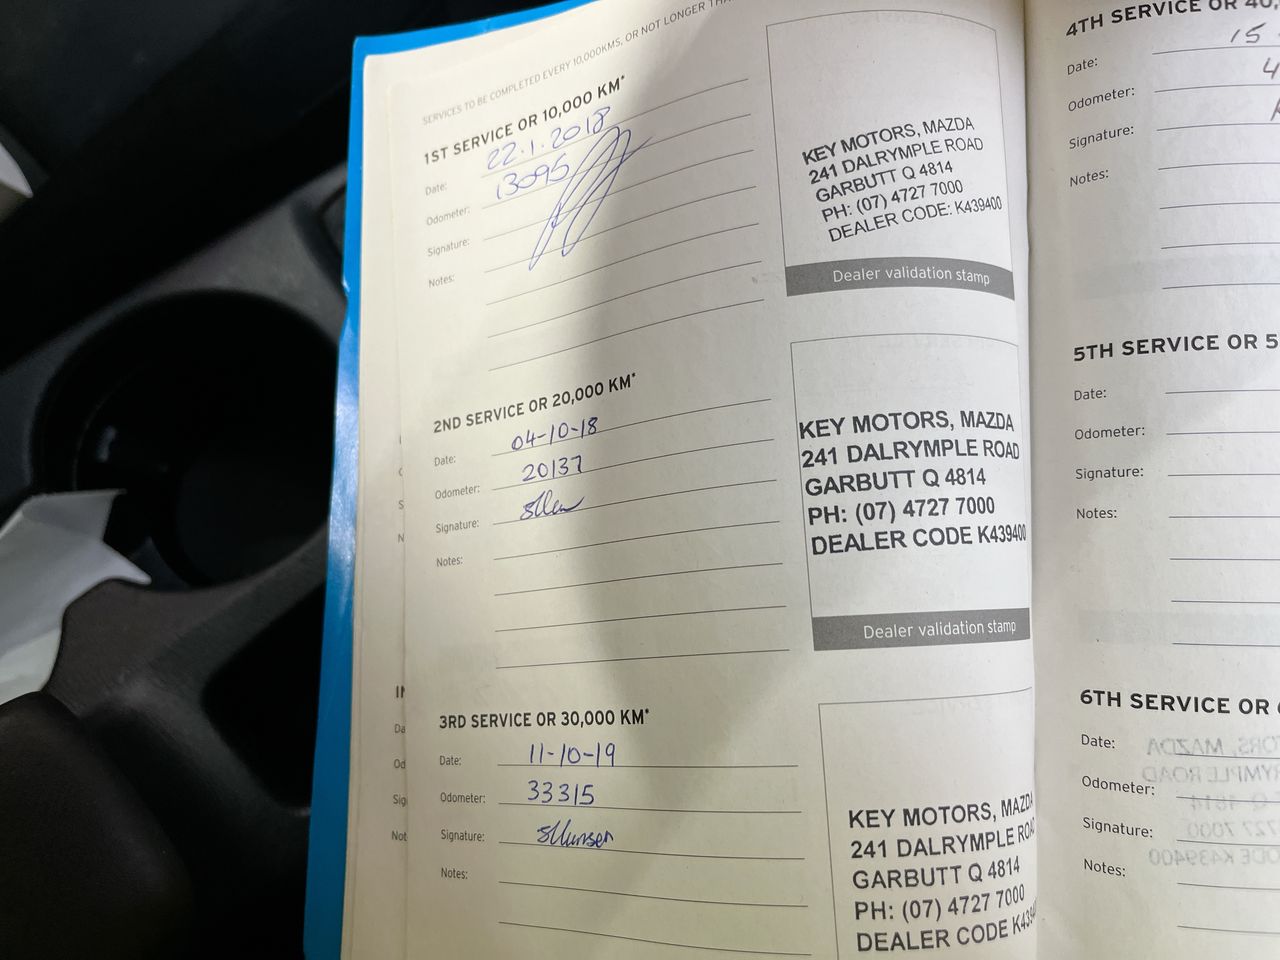 SERVICES TO BE COMPLETED EVERY 10,000KMS, OR NOT LONGER
1ST SERVICE OR 10,000 KM*
Date: 22.1.2018
Odometer: 13095
Signature:
Notes:
KEY MOTORS, MAZDA
241 DALRYMPLE ROAD
GARBUTT Q 4814
PH: (07) 4727 7000
DEALER CODE: K439400
Dealer validation stamp
2ND SERVICE OR 20,000 KM*
Date: 04-10-18
Odometer: 20137
Signature:
Notes:
KEY MOTORS, MAZDA
241 DALRYMPLE ROAD
GARBUTT Q 4814
PH: (07) 4727 7000
DEALER CODE K439400
Dealer validation stamp
3RD SERVICE OR 30,000 KM*
Date: 11-10-19
Odometer: 33315
Signature:
Notes:
KEY MOTORS, MAZDA
241 DALRYMPLE ROAD
GARBUTT Q 4814
PH: (07) 4727 7000
DEALER CODE
4TH SERVICE OR 40,
Date: 15
Odometer: 4
Signature:
Notes:
5TH SERVICE OR 5
Date:
Odometer:
Signature:
Notes:
6TH SERVICE OR
Date:
Odometer:
Signature:
Notes: